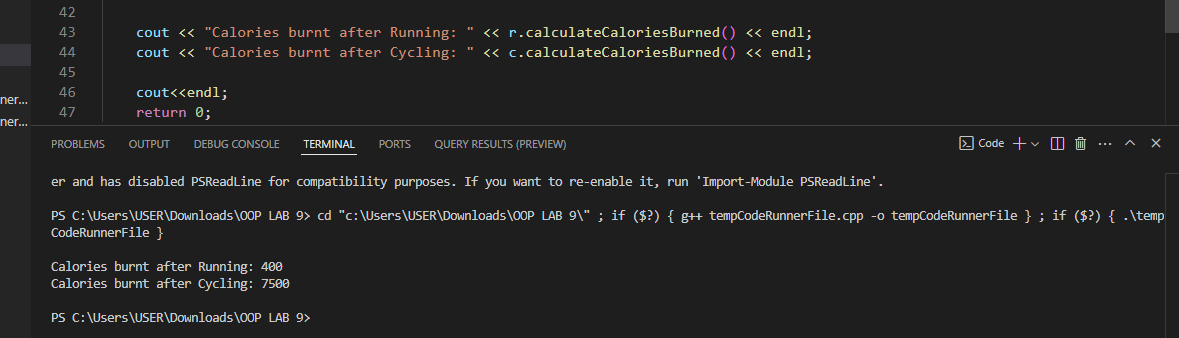 42
43 cout << "Calories burnt after Running: " << r.calculateCaloriesBurned() << endl;
44 cout << "Calories burnt after Cycling: " << c.calculateCaloriesBurned() << endl;
45
46 cout<<endl;
47 return 0;
ner...
ner...
PROBLEMS OUTPUT DEBUG CONSOLE TERMINAL PORTS QUERY RESULTS (PREVIEW) Code
er and has disabled PSReadLine for compatibility purposes. If you want to re-enable it, run 'Import-Module PSReadLine'.
PS C:\Users\USER\Downloads\OOP LAB 9> cd "c:\Users\USER\Downloads\OOP LAB 9\" ; if ($?) { g++ tempCodeRunnerFile.cpp -o tempCodeRunnerFile } ; if ($?) { .\temp
CodeRunnerFile }
Calories burnt after Running: 400
Calories burnt after Cycling: 7500
PS C:\Users\USER\Downloads\OOP LAB 9>